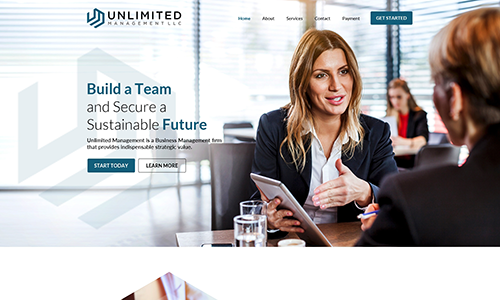 UNLIMITED
MANAGEMENT LLC
Home About Services Contact Payment GET STARTED
Build a Team
and Secure a
Sustainable Future
Unlimited Management is a Business Management firm
that provides indispensable strategic value.
START TODAY LEARN MORE